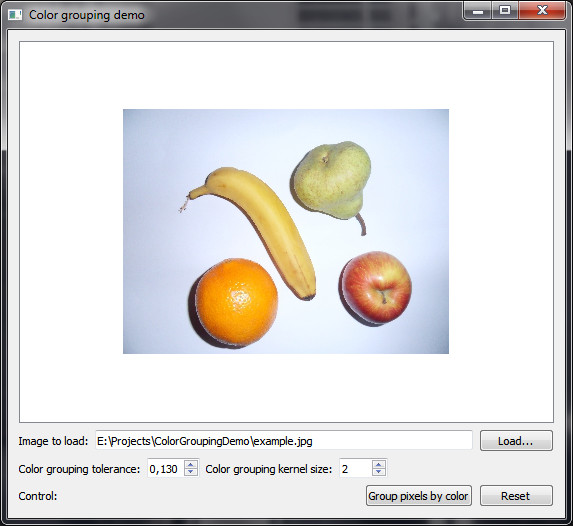 Color grouping demo
Image to load: E:\Projects\ColorGroupingDemo\example.jpg Load...
Color grouping tolerance: 0,130 Color grouping kernel size: 2
Control: Group pixels by color Reset